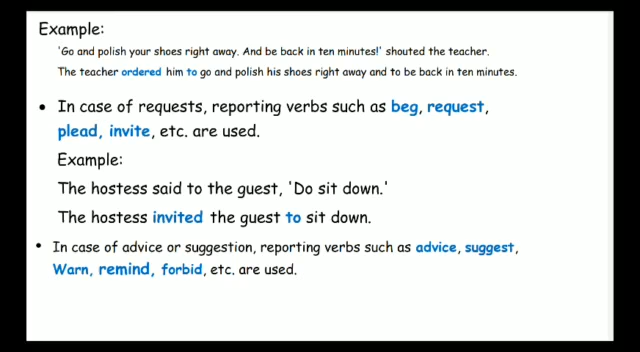 Example:
'Go and polish your shoes right away. And be back in ten minutes!' shouted the teacher.
The teacher ordered him to go and polish his shoes right away and to be back in ten minutes.
• In case of requests, reporting verbs such as beg, request,
plead, invite, etc. are used.
Example:
The hostess said to the guest, 'Do sit down.'
The hostess invited the guest to sit down.
• In case of advice or suggestion, reporting verbs such as advice, suggest,
Warn, remind, forbid, etc. are used.